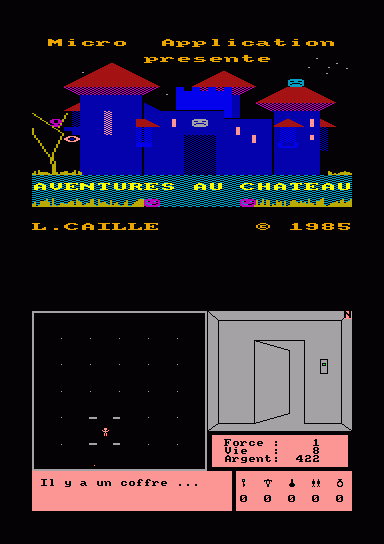 Micro Application
presente
AVENTURES AU CHATEAU
L.CAILLE © 1985
N
Force : 1
Vie : 8
Argent: 422
Il y a un coffre ...
0 0 0 0 0